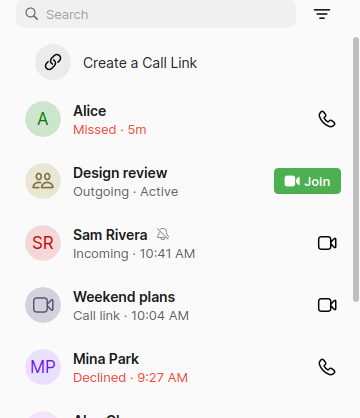 Search
Create a Call Link
A
Alice
Missed · 5m
Design review
Outgoing · Active
Join
SR
Sam Rivera
Incoming · 10:41 AM
Weekend plans
Call link · 10:04 AM
MP
Mina Park
Declined · 9:27 AM